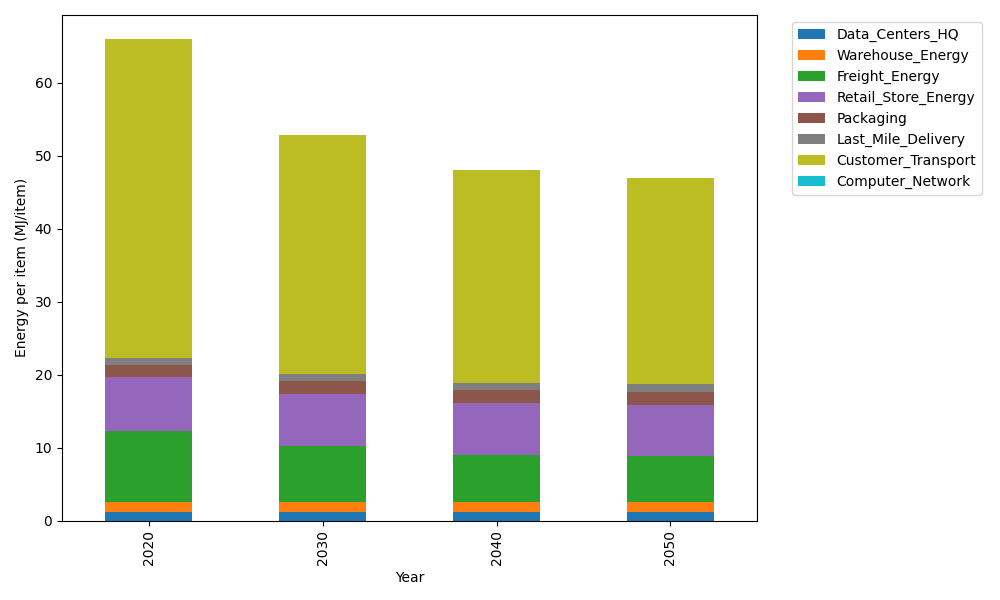 Energy per item (MJ/item)
60
50
40
30
20
10
0
2020
2030
2040
2050
Year
Data_Centers_HQ
Warehouse_Energy
Freight_Energy
Retail_Store_Energy
Packaging
Last_Mile_Delivery
Customer_Transport
Computer_Network